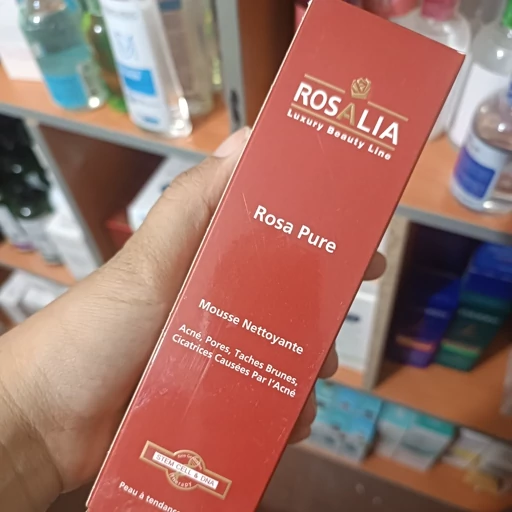 ROSALIA
Luxury Beauty Line
Rosa Pure
Mousse Nettoyante
Acné, Pores, Taches Brunes,
Cicatrices Causées Par l'Acné
STEM CELL & DNA
Peau à tendance